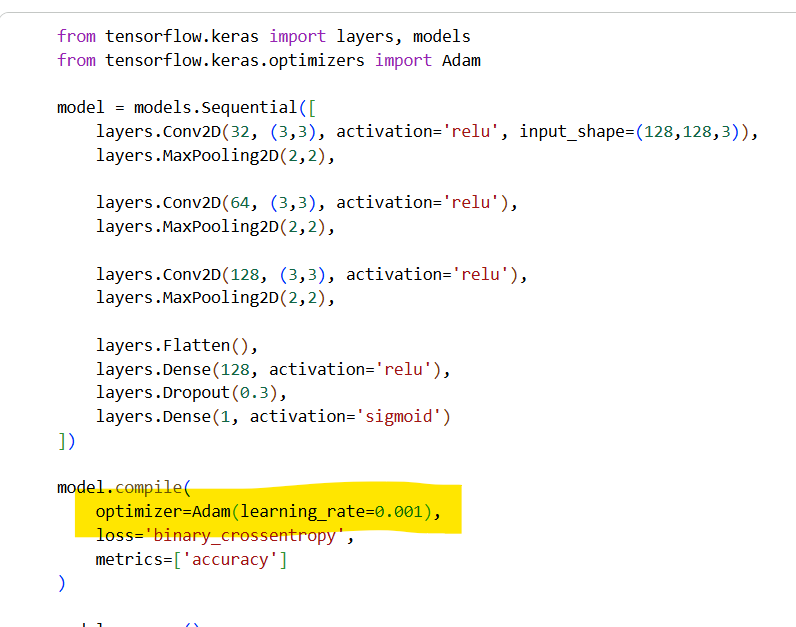 from tensorflow.keras import layers, models
from tensorflow.keras.optimizers import Adam
model = models.Sequential([
layers.Conv2D(32, (3,3), activation='relu', input_shape=(128,128,3)),
layers.MaxPooling2D(2,2),
layers.Conv2D(64, (3,3), activation='relu'),
layers.MaxPooling2D(2,2),
layers.Conv2D(128, (3,3), activation='relu'),
layers.MaxPooling2D(2,2),
layers.Flatten(),
layers.Dense(128, activation='relu'),
layers.Dropout(0.3),
layers.Dense(1, activation='sigmoid')
])
model.compile(
optimizer=Adam(learning_rate=0.001),
loss='binary_crossentropy',
metrics=['accuracy']
)